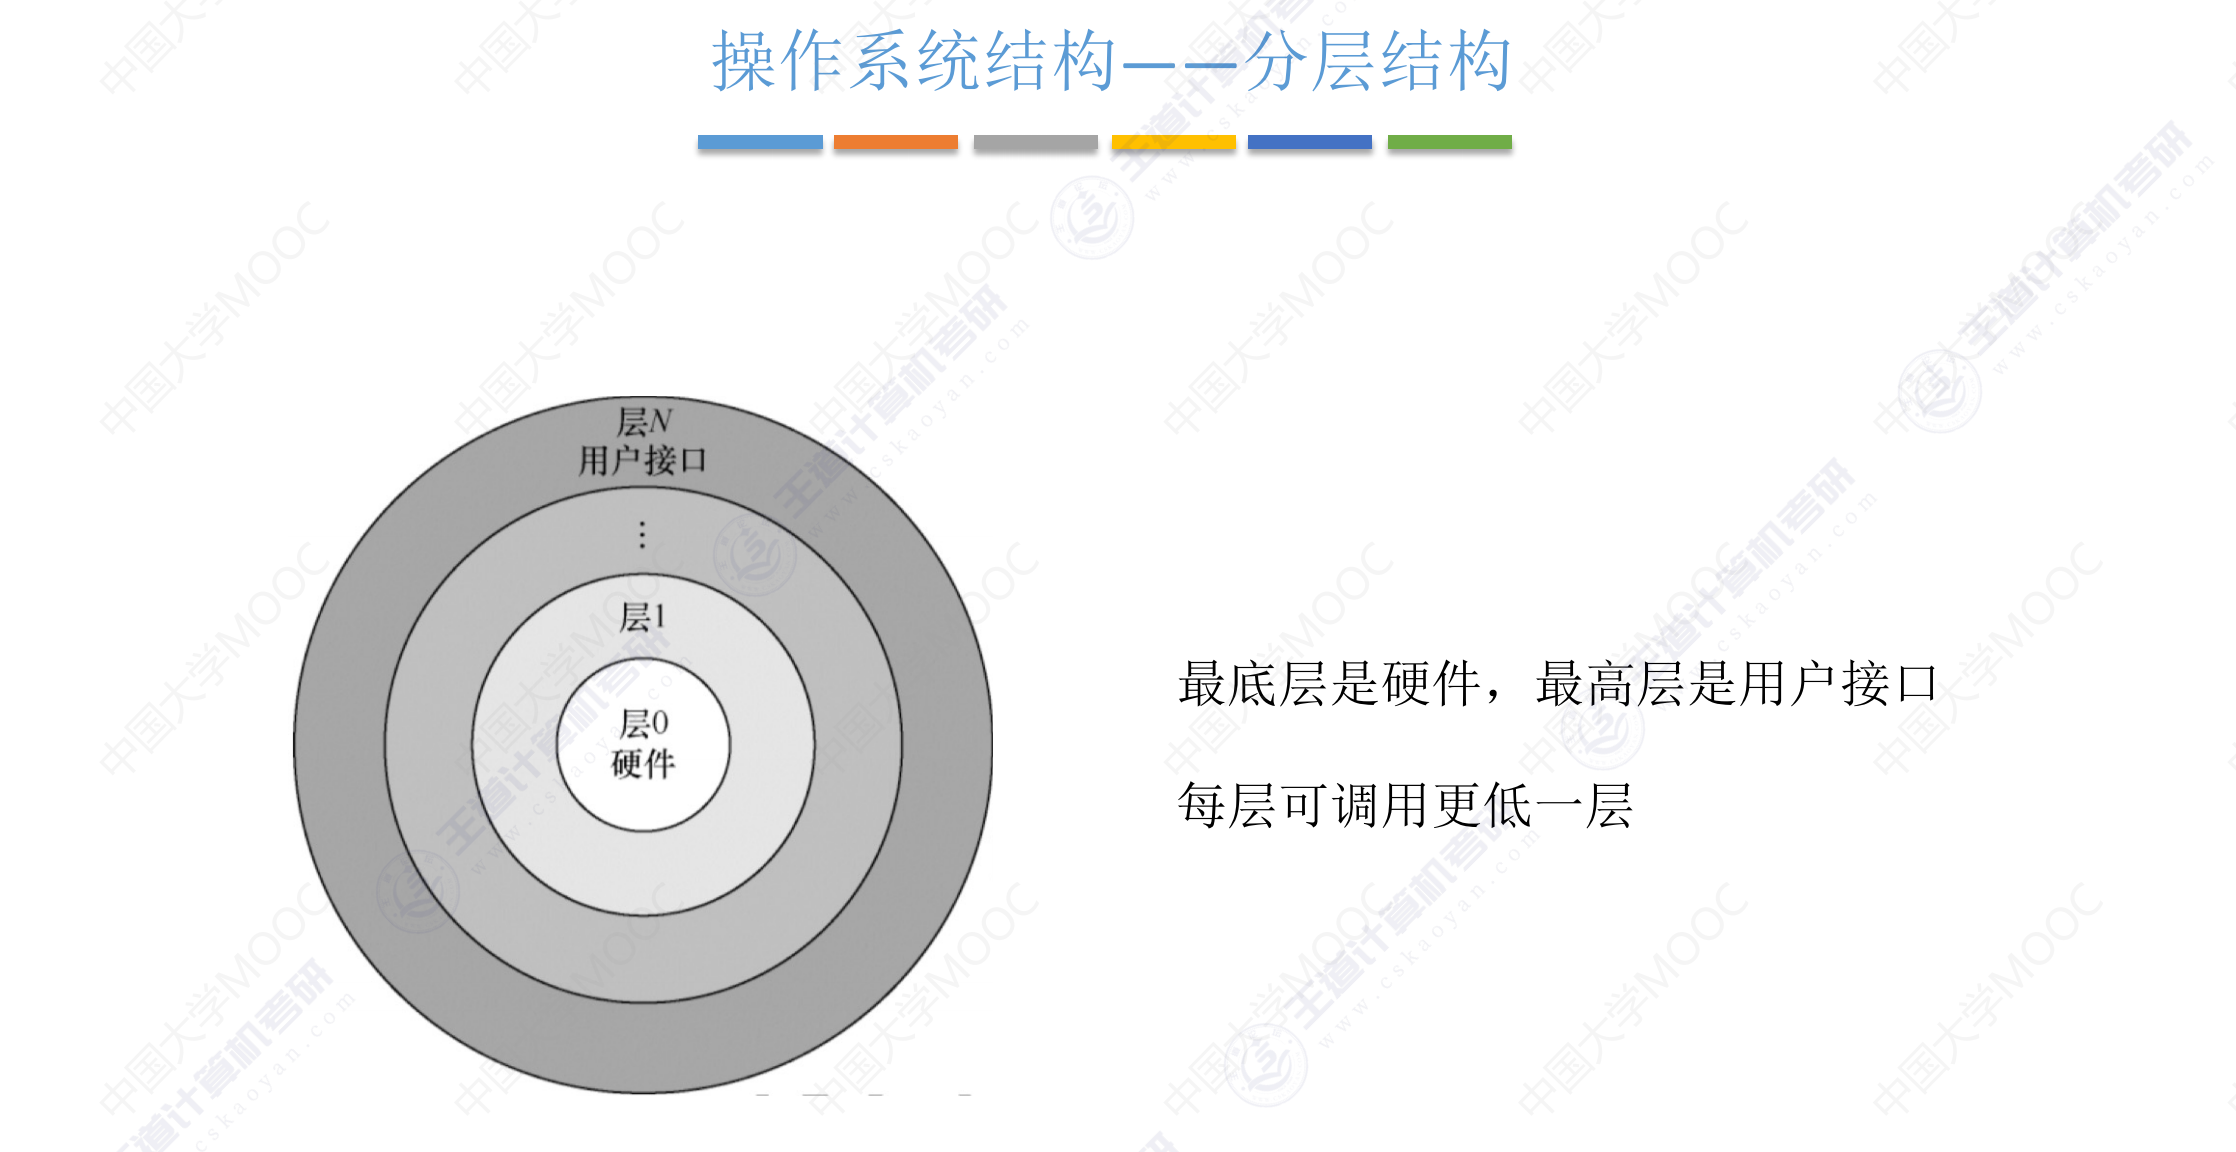 操作系统结构——分层结构
层N
用户接口
⋮
层1
层0
硬件
最底层是硬件，最高层是用户接口
每层可调用更低一层
中国大学MOOC
王道计算机考研
www.cskaoyan.com